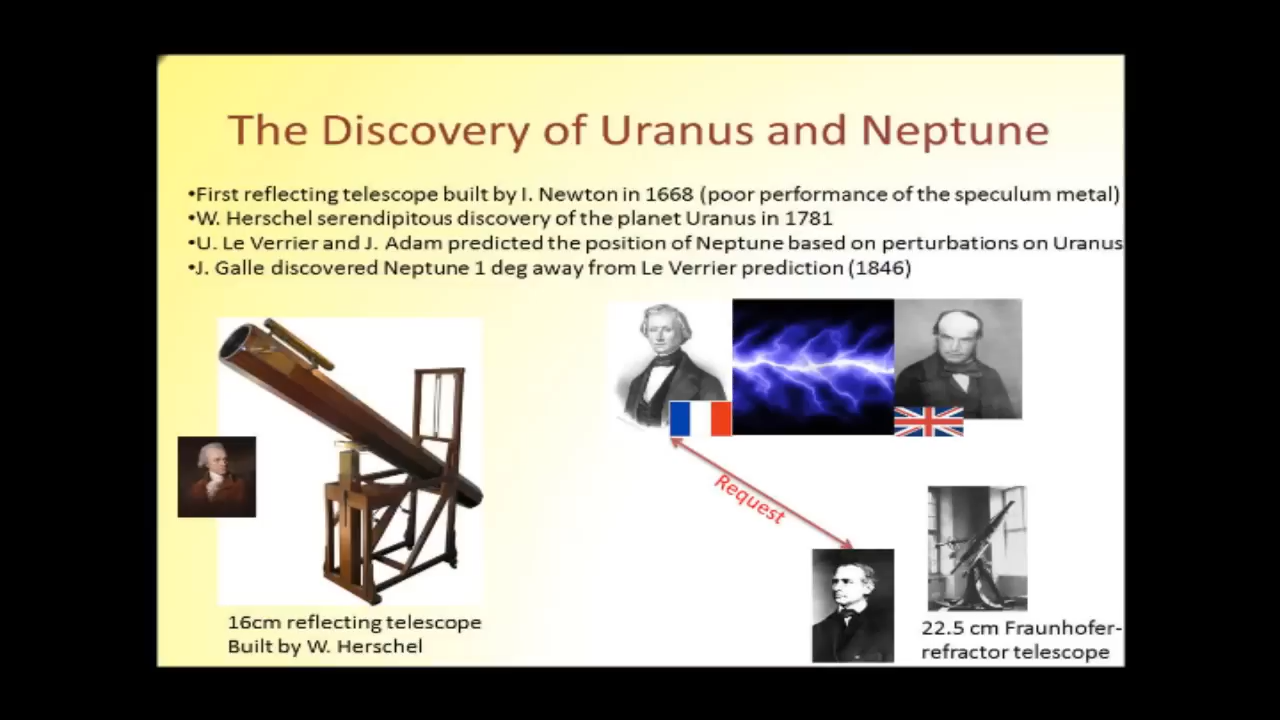 The Discovery of Uranus and Neptune
•First reflecting telescope built by I. Newton in 1668 (poor performance of the speculum metal)
•W. Herschel serendipitous discovery of the planet Uranus in 1781
•U. Le Verrier and J. Adam predicted the position of Neptune based on perturbations on Uranus
•J. Galle discovered Neptune 1 deg away from Le Verrier prediction (1846)
Request
16cm reflecting telescope
Built by W. Herschel
22.5 cm Fraunhofer-
refractor telescope